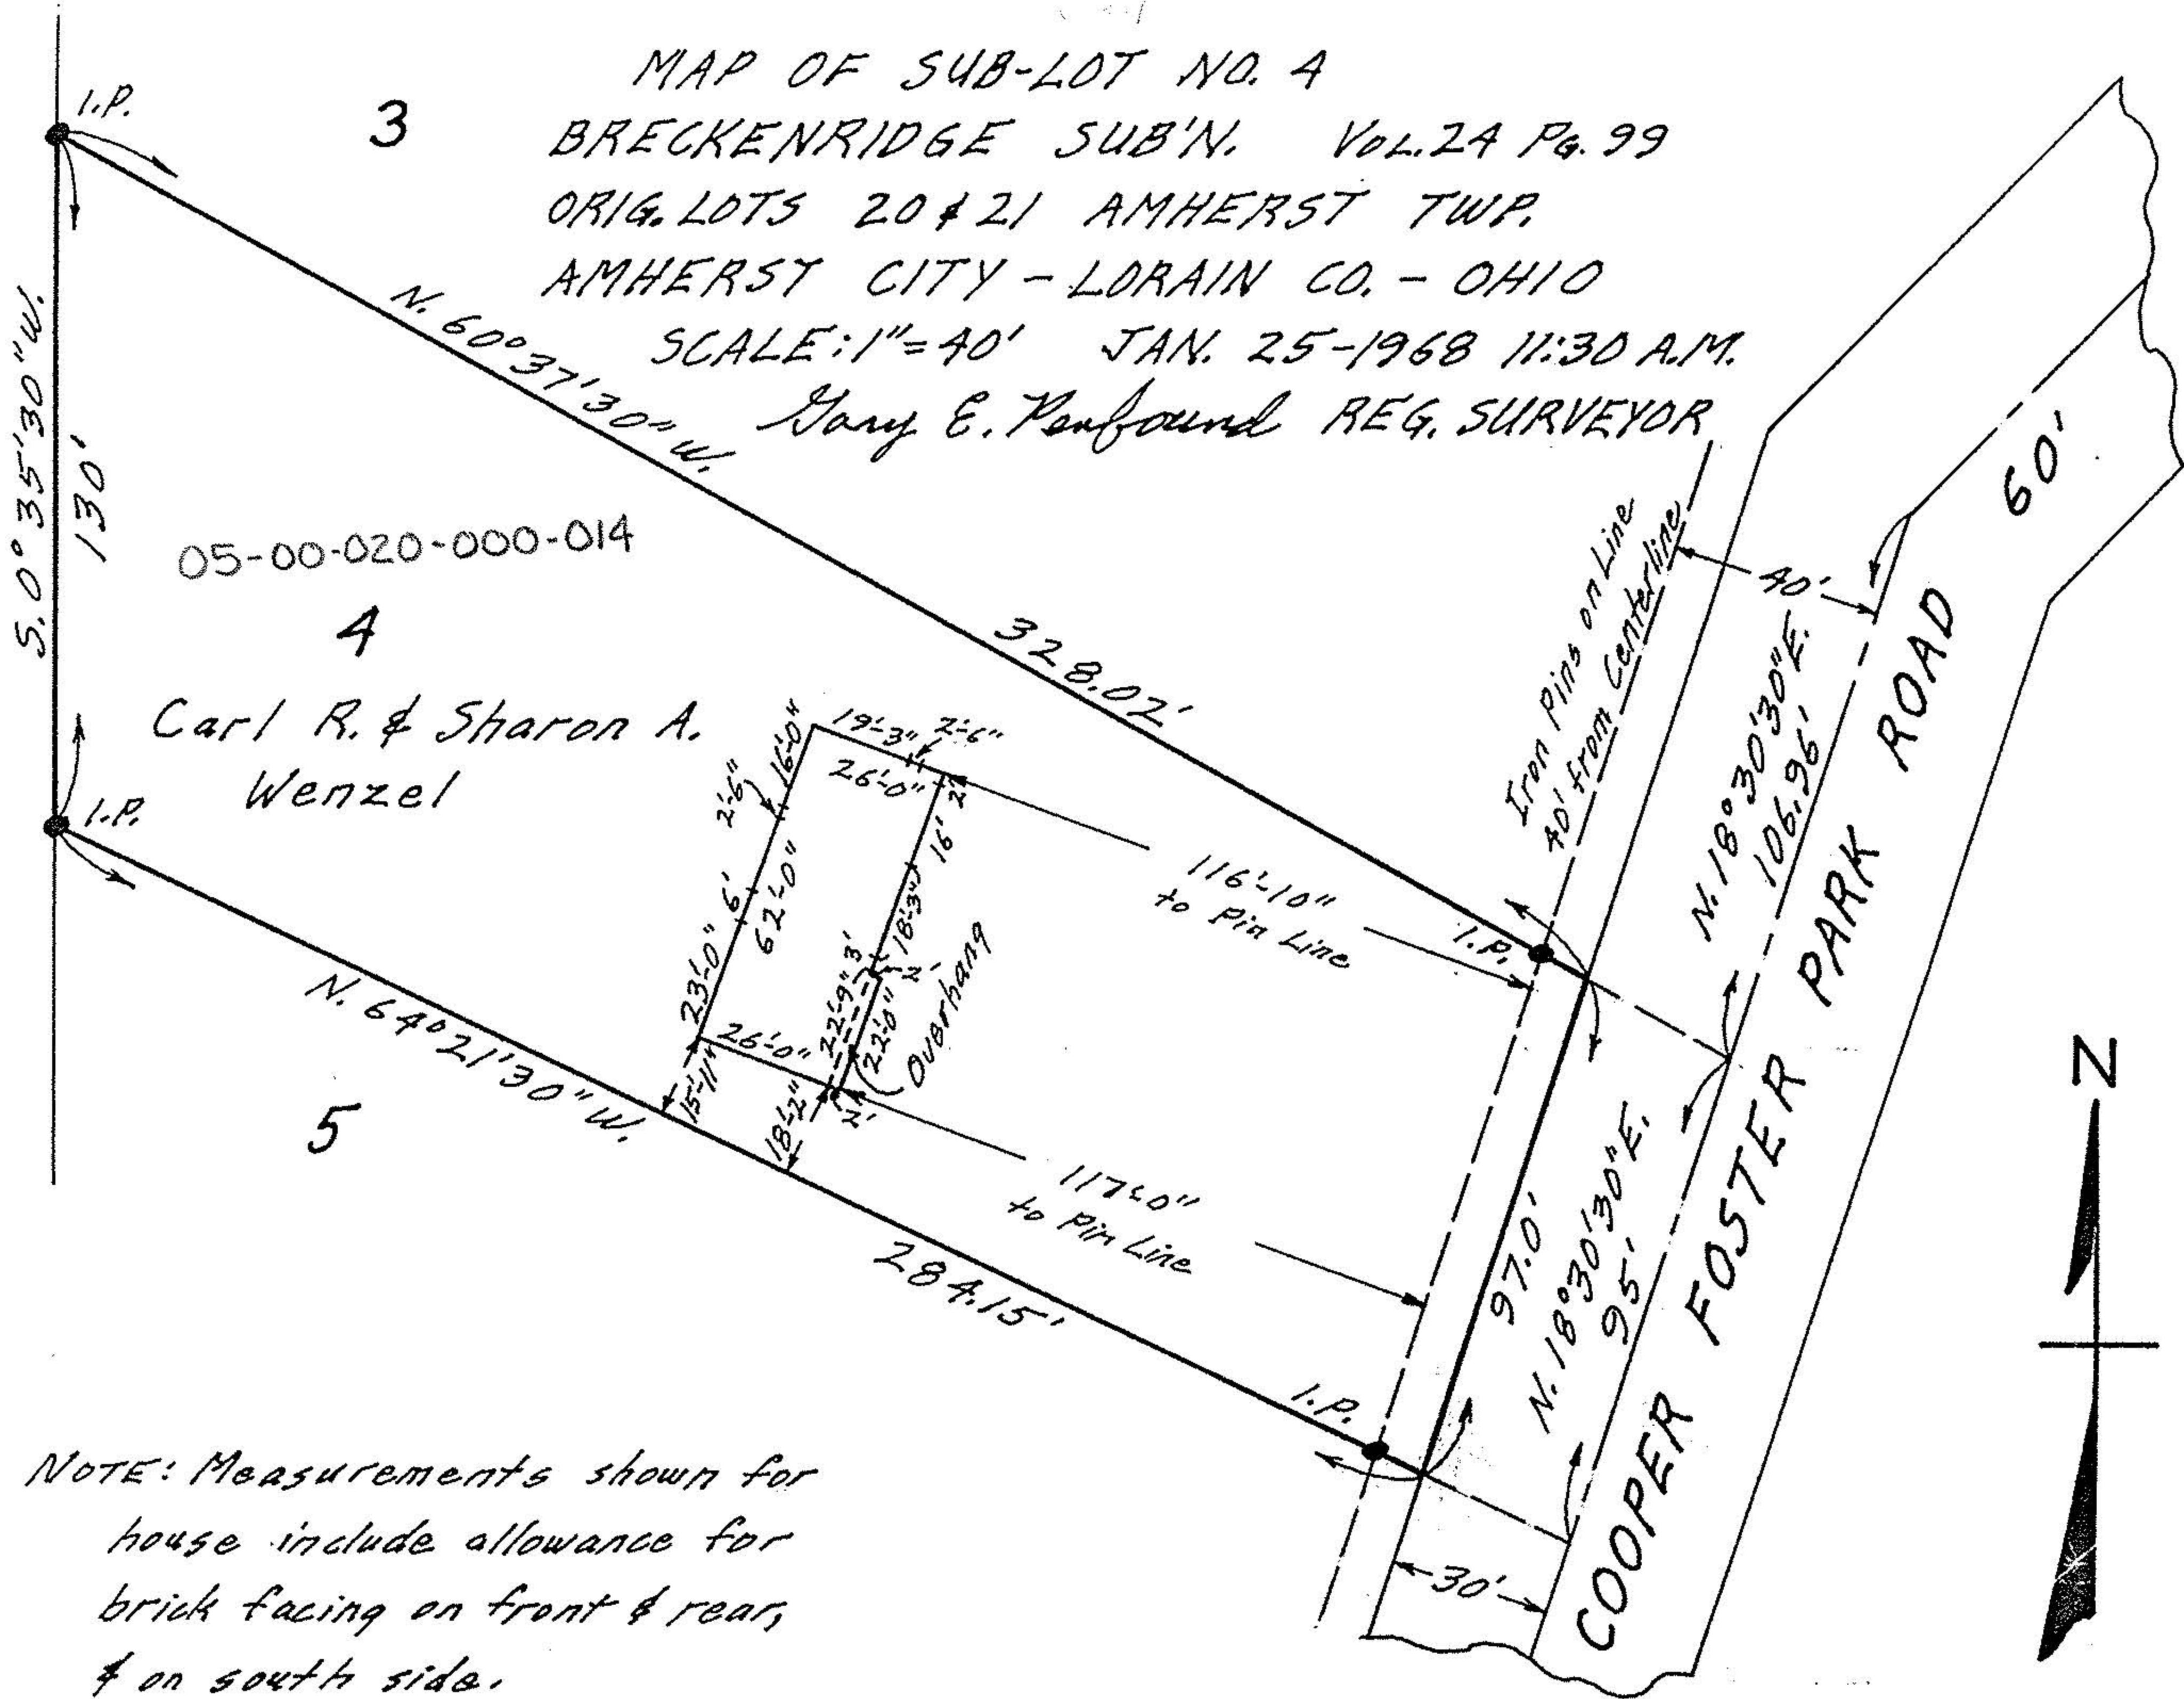 MAP OF SUB-LOT NO. 4
BRECKENRIDGE SUB'N. VOL. 24 PG. 99
ORIG. LOTS 20 & 21 AMHERST TWP.
AMHERST CITY - LORAIN CO. - OHIO
SCALE: 1"=40' JAN. 25-1968 11:30 A.M.
Gary E. Penfound REG. SURVEYOR
I.P.
3
N. 60°37'30" W.
328.02'
S. 0°35'30" W.
130'
05-00-020-000-014
4
Carl R. & Sharon A.
Wenzel
I.P.
N. 64°21'30" W.
284.15'
5
19'-3"
2'-6"
26'-0"
16'-0"
2'-6"
6'
62'-0"
23'-0"
2'
16'
18'-3"
3'
2'
22'-9"
(22'-0"
Overhang
26'-0"
15'-11"
18'-2"
2'
116'-10"
to Pin Line
117'-0"
to Pin Line
Iron Pins on Line
40' from Centerline
40'
60'
N. 18°30'30" E.
106.96'
I.P.
97.0'
N. 18°30'30" E.
95'
COOPER FOSTER PARK ROAD
I.P.
30'
N
NOTE: Measurements shown for
house include allowance for
brick facing on front & rear,
& on south side.